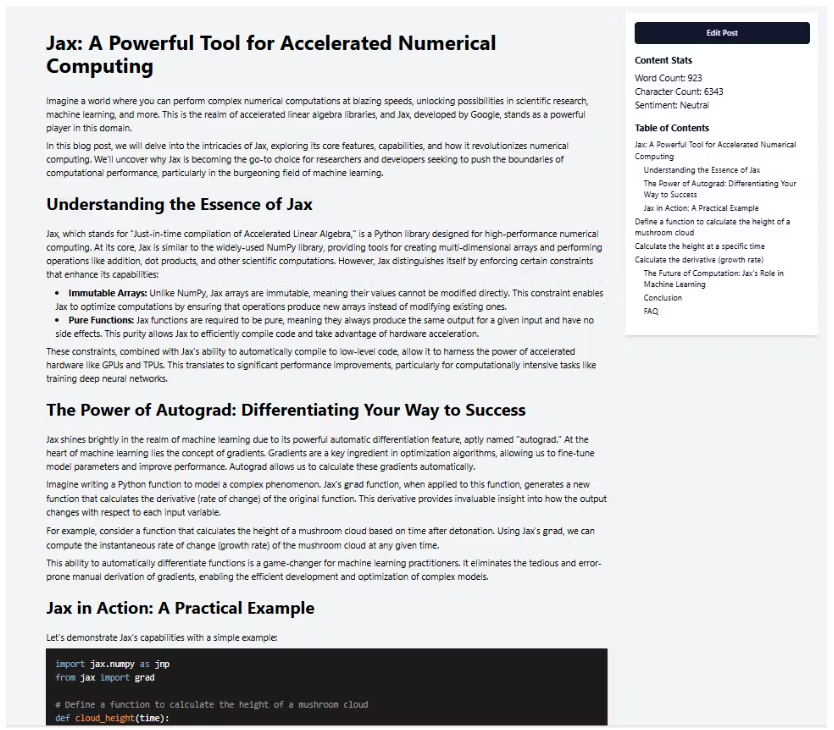 Jax: A Powerful Tool for Accelerated Numerical
Computing
Imagine a world where you can perform complex numerical computations at blazing speeds, unlocking possibilities in scientific research,
machine learning, and more. This is the realm of accelerated linear algebra libraries, and Jax, developed by Google, stands as a powerful
player in this domain.
In this blog post, we will delve into the intricacies of Jax, exploring its core features, capabilities, and how it revolutionizes numerical
computing. We'll uncover why Jax is becoming the go-to choice for researchers and developers seeking to push the boundaries of
computational performance, particularly in the burgeoning field of machine learning.
Understanding the Essence of Jax
Jax, which stands for "Just-in-time compilation of Accelerated Linear Algebra," is a Python library designed for high-performance numerical
computing. At its core, Jax is similar to the widely-used NumPy library, providing tools for creating multi-dimensional arrays and performing
operations like addition, dot products, and other scientific computations. However, Jax distinguishes itself by enforcing certain constraints
that enhance its capabilities:
• Immutable Arrays: Unlike NumPy, Jax arrays are immutable, meaning their values cannot be modified directly. This constraint enables
Jax to optimize computations by ensuring that operations produce new arrays instead of modifying existing ones.
• Pure Functions: Jax functions are required to be pure, meaning they always produce the same output for a given input and have no
side effects. This purity allows Jax to efficiently compile code and take advantage of hardware acceleration.
These constraints, combined with Jax's ability to automatically compile to low-level code, allow it to harness the power of accelerated
hardware like GPUs and TPUs. This translates to significant performance improvements, particularly for computationally intensive tasks like
training deep neural networks.
The Power of Autograd: Differentiating Your Way to Success
Jax shines brightly in the realm of machine learning due to its powerful automatic differentiation feature, aptly named "autograd." At the
heart of machine learning lies the concept of gradients. Gradients are a key ingredient in optimization algorithms, allowing us to fine-tune
model parameters and improve performance. Autograd allows us to calculate these gradients automatically.
Imagine writing a Python function to model a complex phenomenon. Jax's grad function, when applied to this function, generates a new
function that calculates the derivative (rate of change) of the original function. This derivative provides invaluable insight into how the output
changes with respect to each input variable.
For example, consider a function that calculates the height of a mushroom cloud based on time after detonation. Using Jax's grad, we can
compute the instantaneous rate of change (growth rate) of the mushroom cloud at any given time.
This ability to automatically differentiate functions is a game-changer for machine learning practitioners. It eliminates the tedious and error-
prone manual derivation of gradients, enabling the efficient development and optimization of complex models.
Jax in Action: A Practical Example
Let's demonstrate Jax's capabilities with a simple example:
import jax.numpy as jnp
from jax import grad
# Define a function to calculate the height of a mushroom cloud
def cloud_height(time):
Edit Post
Content Stats
Word Count: 923
Character Count: 6343
Sentiment: Neutral
Table of Contents
Jax: A Powerful Tool for Accelerated Numerical
Computing
Understanding the Essence of Jax
The Power of Autograd: Differentiating Your
Way to Success
Jax in Action: A Practical Example
Define a function to calculate the height of a
mushroom cloud
Calculate the height at a specific time
Calculate the derivative (growth rate)
The Future of Computation: Jax's Role in
Machine Learning
Conclusion
FAQ